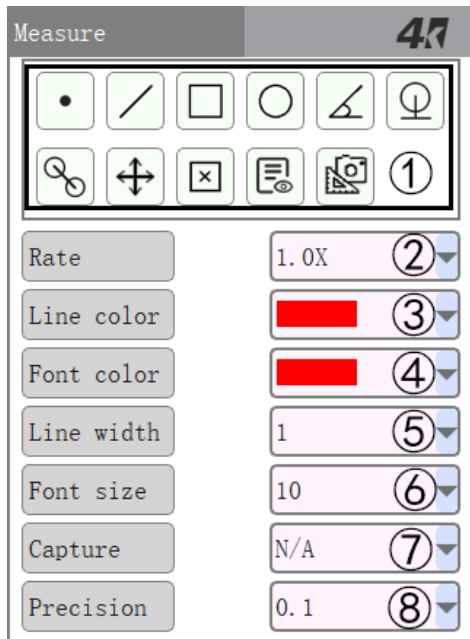 Measure 4K
①
Rate 1.0X ②
Line color ③
Font color ④
Line width 1 ⑤
Font size 10 ⑥
Capture N/A ⑦
Precision 0.1 ⑧